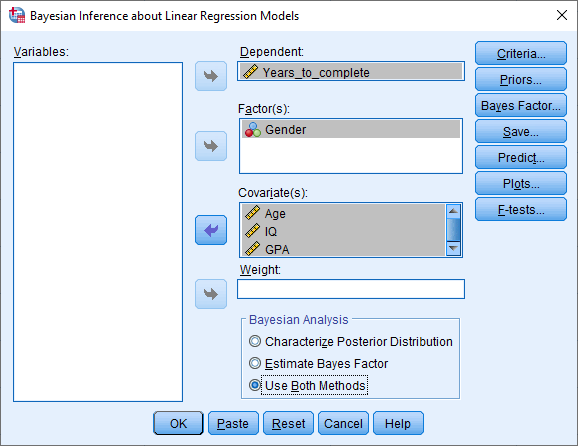 Bayesian Inference about Linear Regression Models
Variables:
Dependent:
Years_to_complete
Factor(s):
Gender
Covariate(s):
Age
IQ
GPA
Weight:
Bayesian Analysis
Characterize Posterior Distribution
Estimate Bayes Factor
Use Both Methods
Criteria...
Priors...
Bayes Factor...
Save...
Predict...
Plots...
F-tests...
OK
Paste
Reset
Cancel
Help